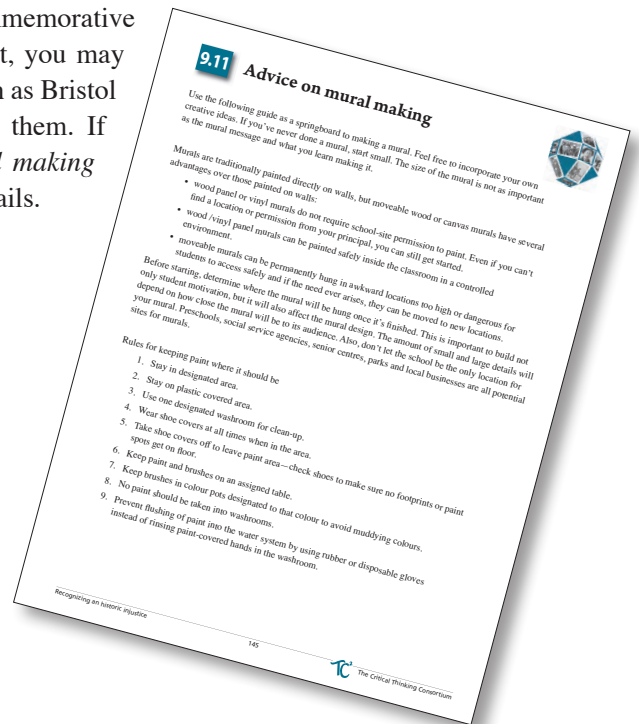 nmemorative
t, you may
n as Bristol
them. If
l making
ails.
9.11 Advice on mural making
Use the following guide as a springboard to making a mural. Feel free to incorporate your own
creative ideas. If you've never done a mural, start small. The size of the mural is not as important
as the mural message and what you learn making it.
Murals are traditionally painted directly on walls, but moveable wood or canvas murals have several
advantages over those painted on walls:
• wood panel or vinyl murals do not require school-site permission to paint. Even if you can't
find a location or permission from your principal, you can still get started.
• wood /vinyl panel murals can be painted safely inside the classroom in a controlled
environment.
• moveable murals can be permanently hung in awkward locations too high or dangerous for
students to access safely and if the need ever arises, they can be moved to new locations.
Before starting, determine where the mural will be hung once it's finished. This is important to build not
only student motivation, but it will also affect the mural design. The amount of small and large details will
depend on how close the mural will be to its audience. Also, don't let the school be the only location for
your mural. Preschools, social service agencies, senior centres, parks and local businesses are all potential
sites for murals.
Rules for keeping paint where it should be
1. Stay in designated area.
2. Stay on plastic covered area.
3. Use one designated washroom for clean-up.
4. Wear shoe covers at all times when in the area.
5. Take shoe covers off to leave paint area—check shoes to make sure no footprints or paint
spots get on floor.
6. Keep paint and brushes on an assigned table.
7. Keep brushes in colour pots designated to that colour to avoid muddying colours.
8. No paint should be taken into washrooms.
9. Prevent flushing of paint into the water system by using rubber or disposable gloves
instead of rinsing paint-covered hands in the washroom.
Recognizing an historic injustice
145
TC The Critical Thinking Consortium